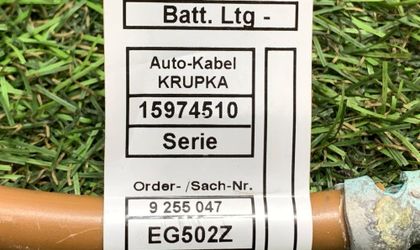 Batt. Ltg -
Auto-Kabel
KRUPKA
15974510
Serie
Order- /Sach-Nr.
9 255 047
EG502Z